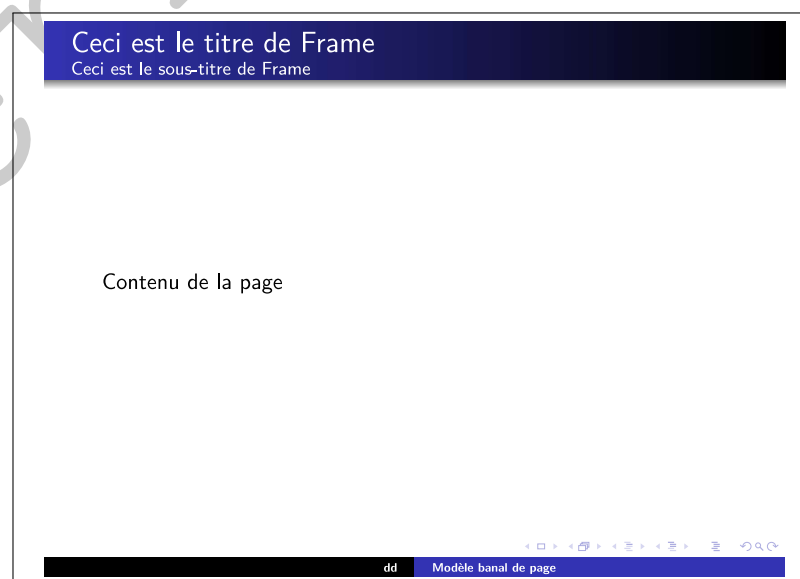 Ceci est le titre de Frame
Ceci est le sous-titre de Frame
Contenu de la page
dd Modèle banal de page